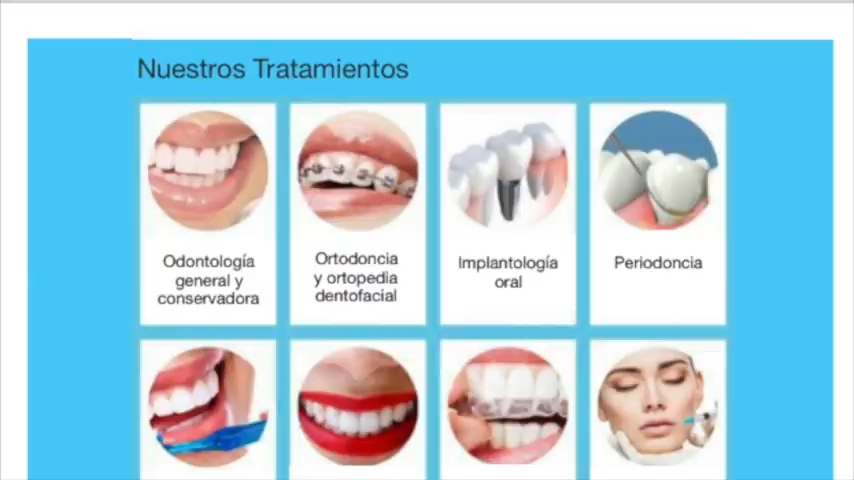 Nuestros Tratamientos
Odontología
general y
conservadora
Ortodoncia
y ortopedia
dentofacial
Implantología
oral
Periodoncia